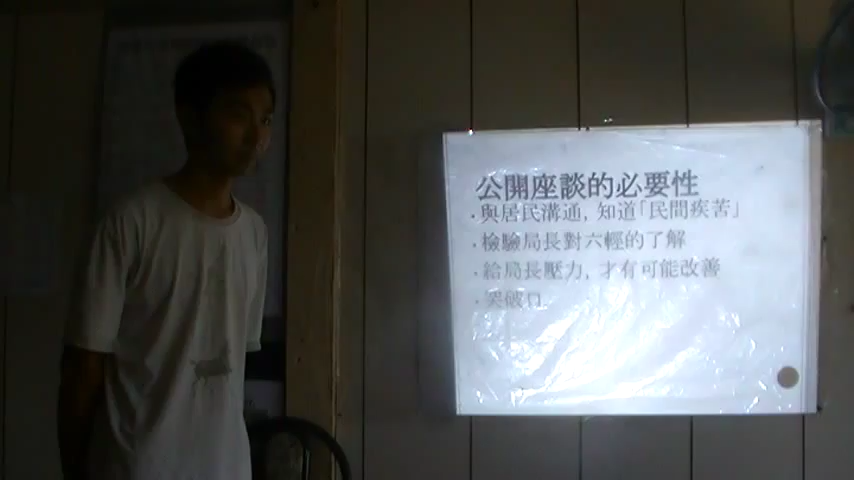 公開座談的必要性
・與居民溝通, 知道「民間疾苦」
・檢驗局長對六輕的了解
・給局長壓力, 才有可能改善
・突破口